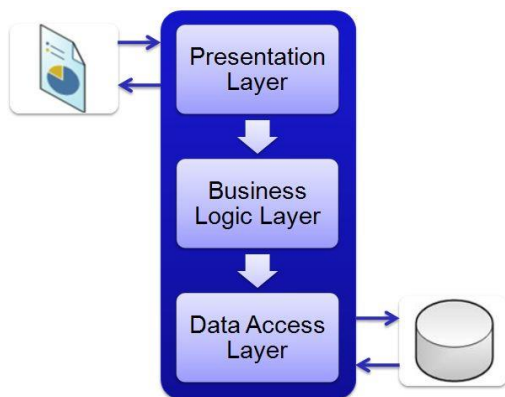 Presentation
Layer
Business
Logic Layer
Data Access
Layer